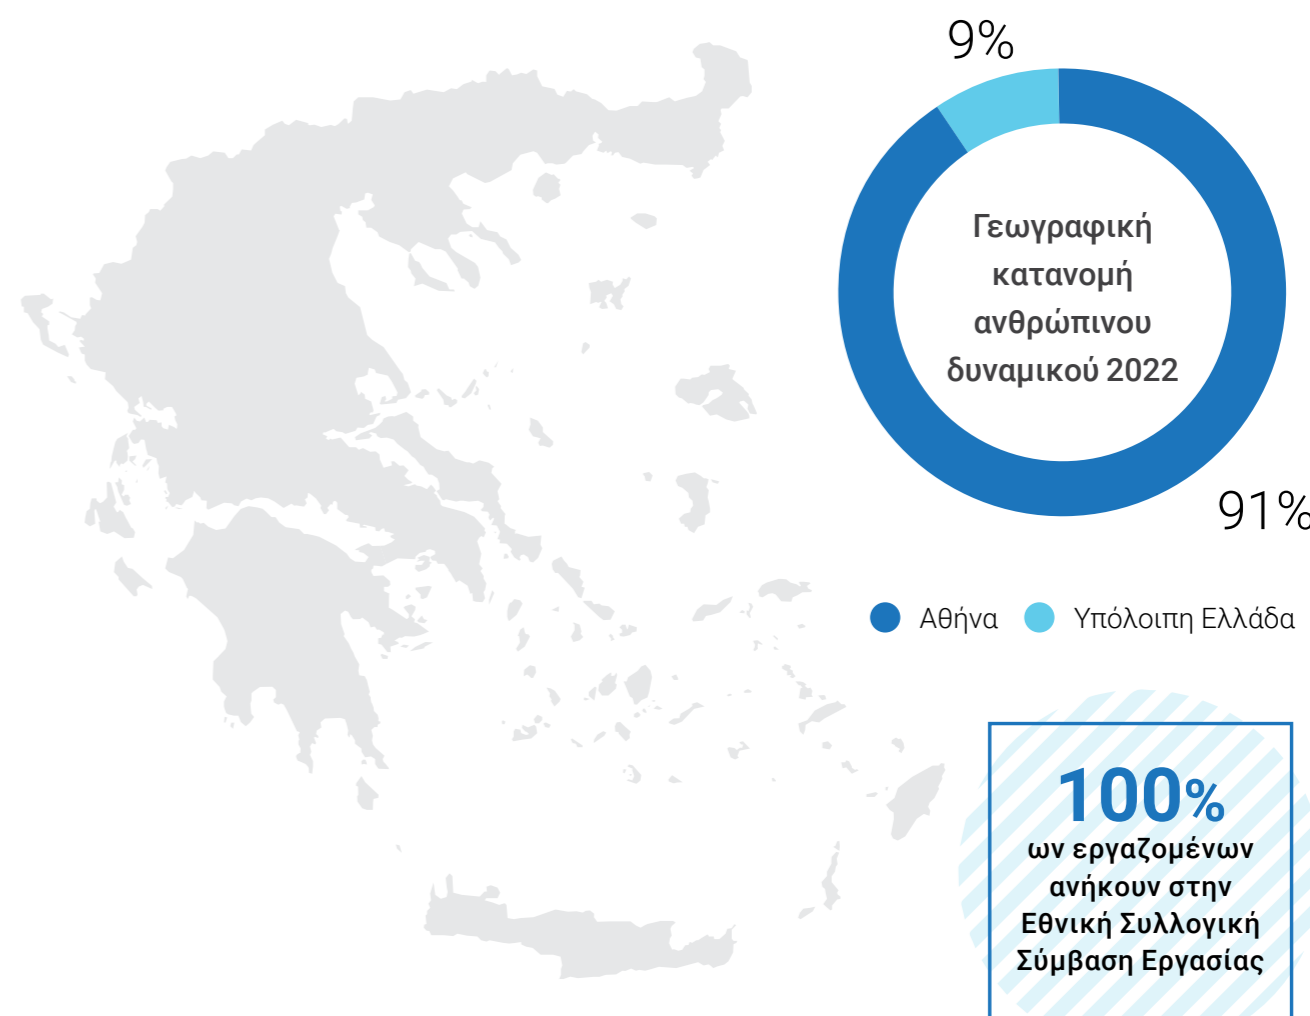 9%
Γεωγραφική
κατανομή
ανθρώπινου
δυναμικού 2022
91%
Αθήνα Υπόλοιπη Ελλάδα
100%
ων εργαζομένων
ανήκουν στην
Εθνική Συλλογική
Σύμβαση Εργασίας